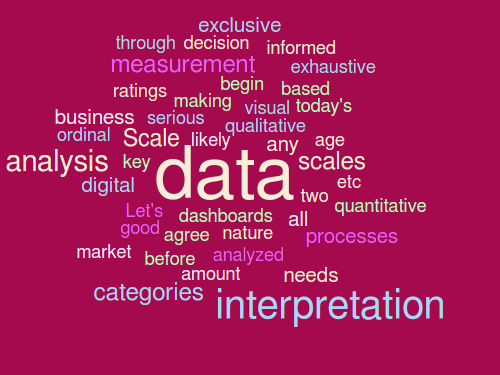 exclusive
through decision informed
measurement exhaustive
ratings begin based
making visual today's
business serious qualitative
ordinal Scale likely any age
analysis key data scales
digital two etc
Let's dashboards all quantitative
good agree nature processes
market before analyzed
amount needs
categories interpretation